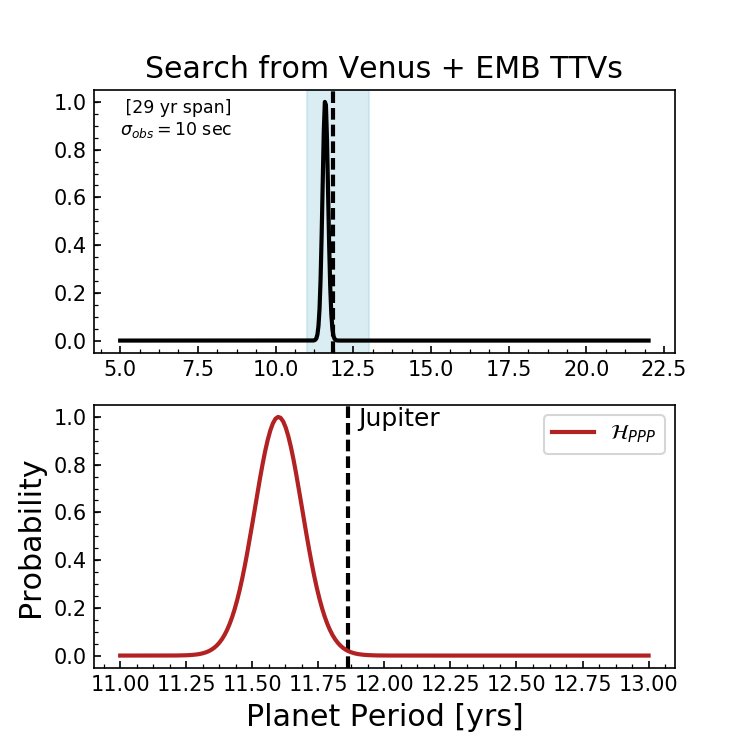 Search from Venus + EMB TTVs
[29 yr span]
σ_obs = 10 sec
1.0
0.8
0.6
0.4
0.2
0.0
5.0 7.5 10.0 12.5 15.0 17.5 20.0 22.5
Jupiter
ℋ_PPP
1.0
0.8
0.6
0.4
0.2
0.0
Probability
11.00 11.25 11.50 11.75 12.00 12.25 12.50 12.75 13.00
Planet Period [yrs]